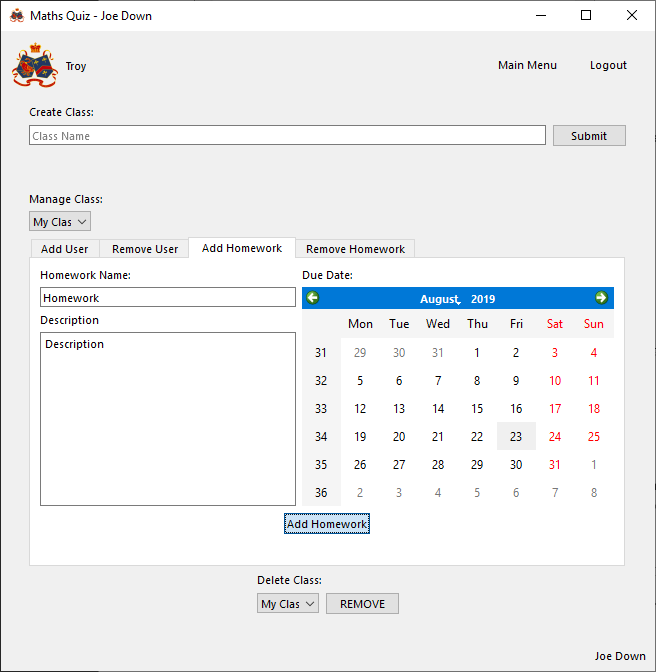 Maths Quiz - Joe Down
Troy
Main Menu
Logout
Create Class:
Class Name
Submit
Manage Class:
My Clas
Add User
Remove User
Add Homework
Remove Homework
Homework Name:
Homework
Description
Description
Due Date:
August, 2019
Mon Tue Wed Thu Fri Sat Sun
31 29 30 31 1 2 3 4
32 5 6 7 8 9 10 11
33 12 13 14 15 16 17 18
34 19 20 21 22 23 24 25
35 26 27 28 29 30 31 1
36 2 3 4 5 6 7 8
Add Homework
Delete Class:
My Clas
REMOVE
Joe Down